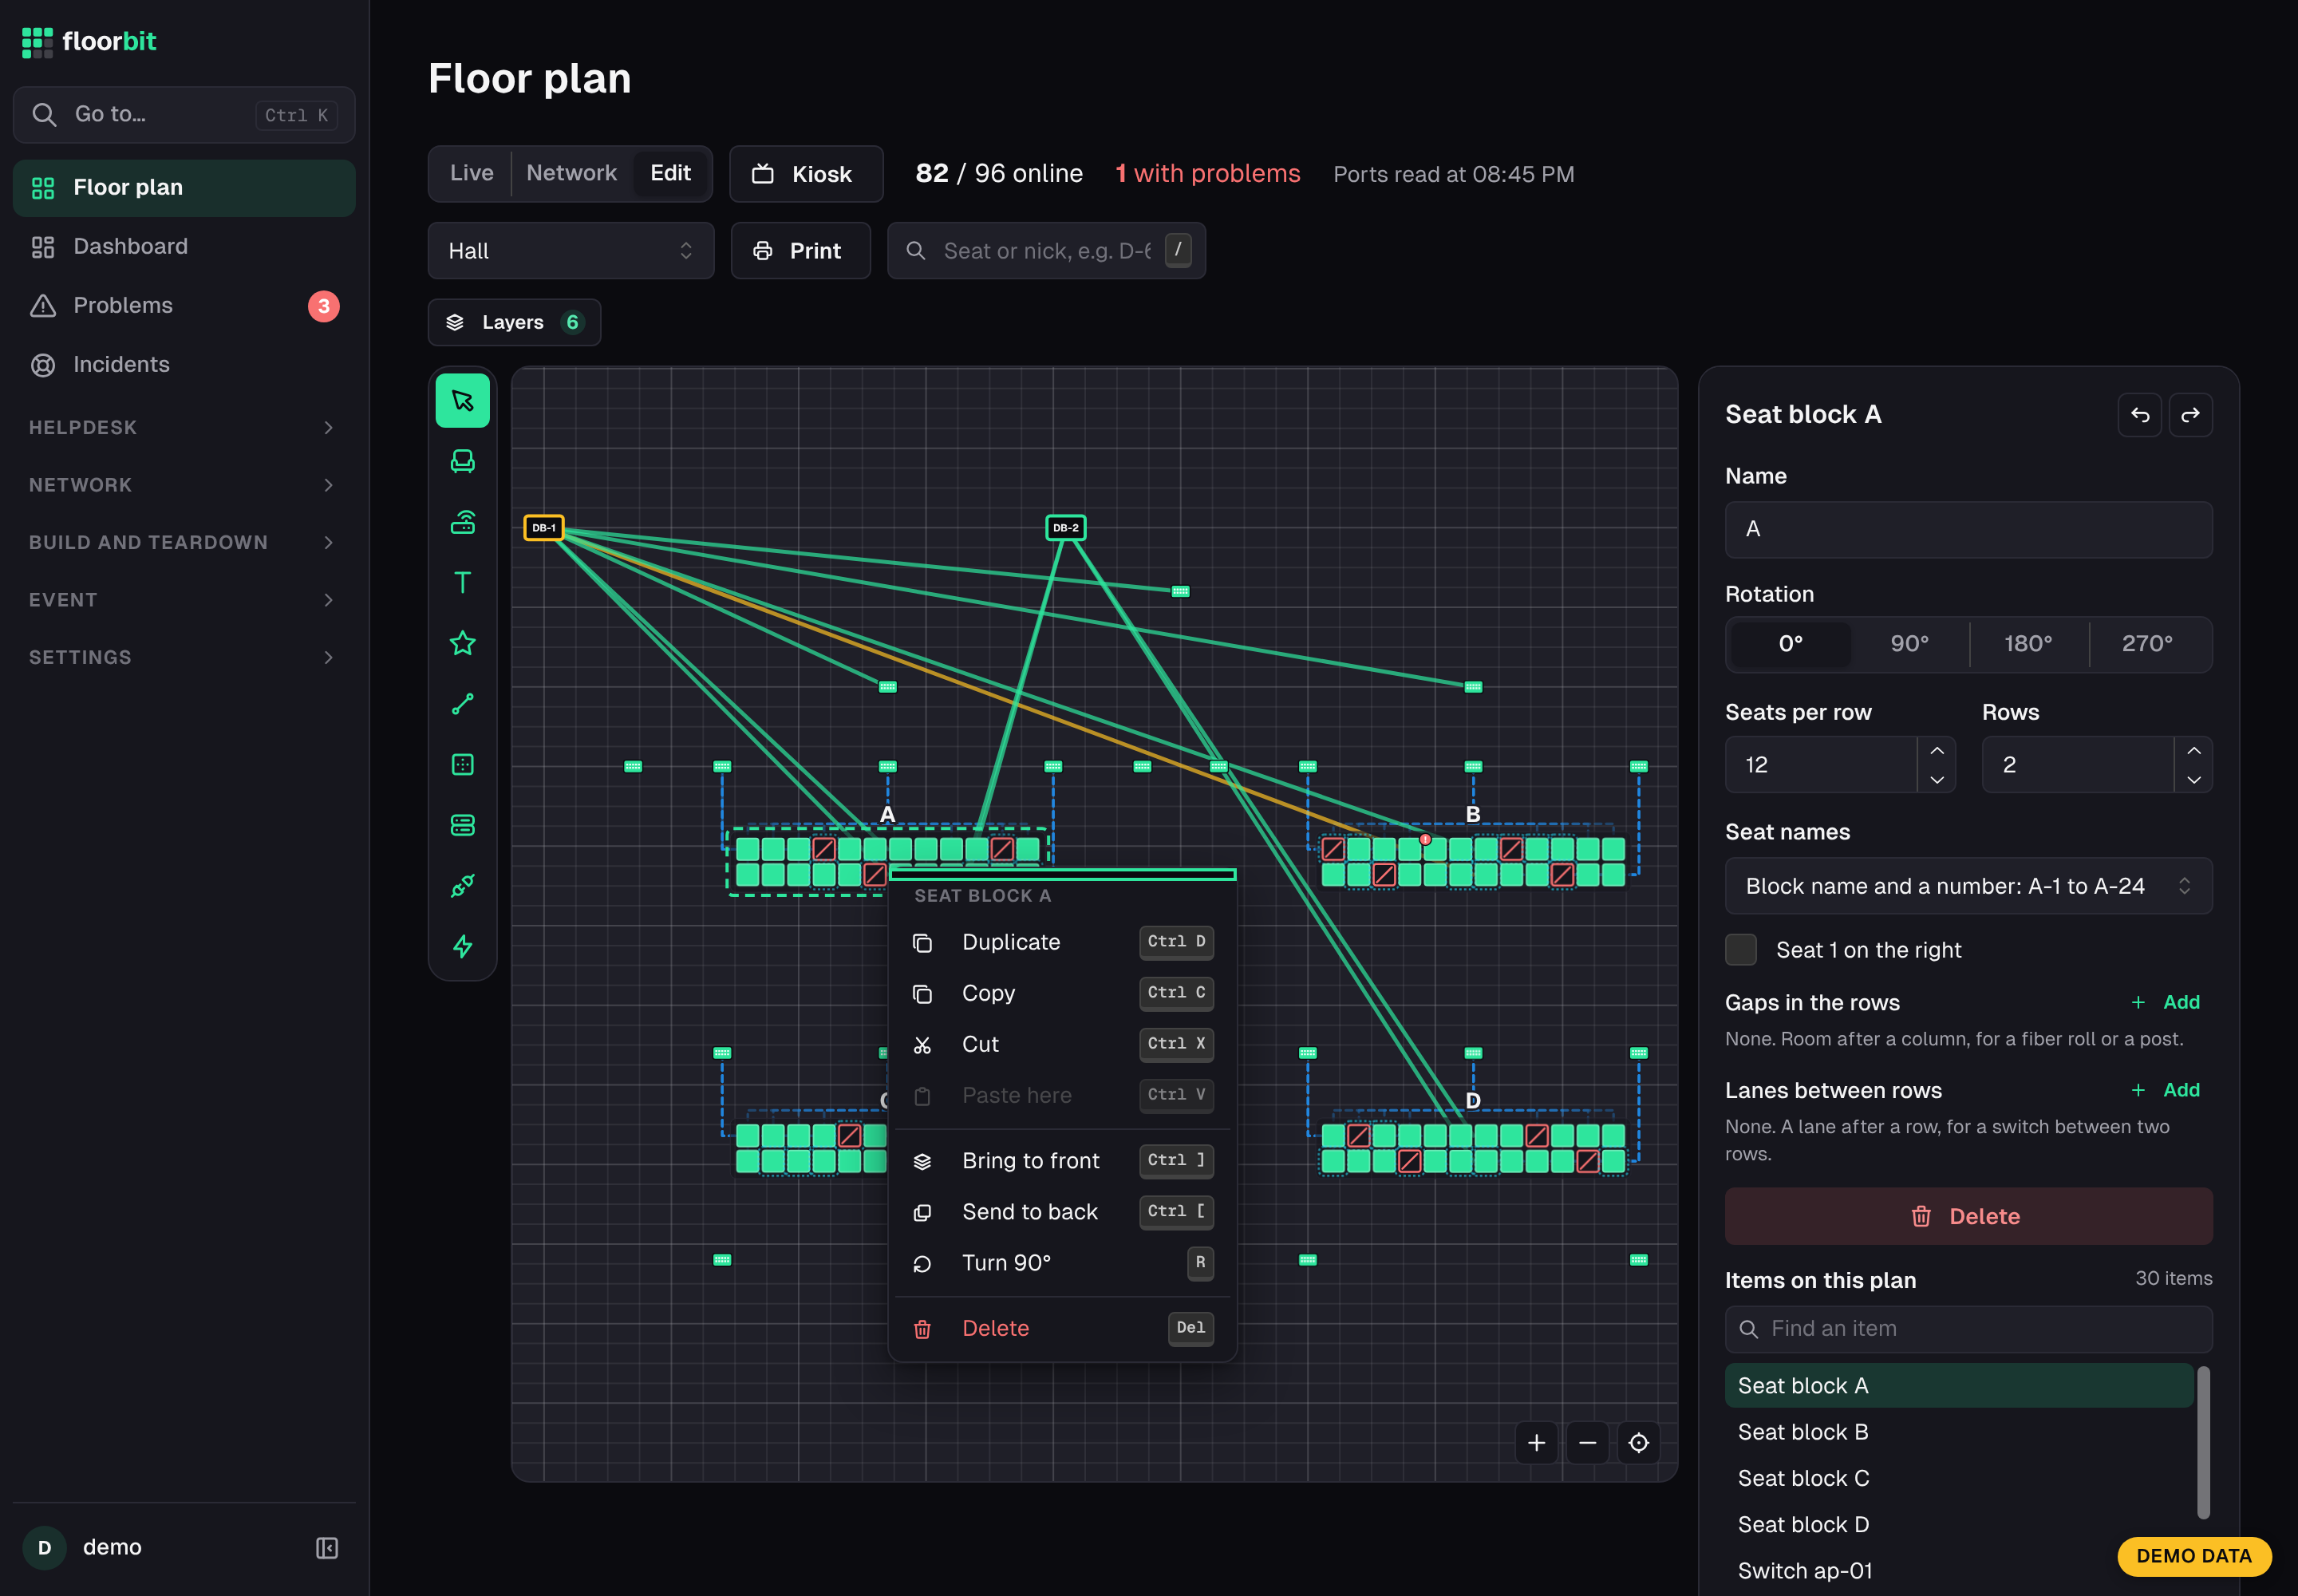 floorbit
Go to...
Ctrl K
Floor plan
Dashboard
Problems
3
Incidents
HELPDESK
NETWORK
BUILD AND TEARDOWN
EVENT
SETTINGS
D
demo
Floor plan
Live
Network
Edit
Kiosk
82 / 96 online
1 with problems
Ports read at 08:45 PM
Hall
Print
Seat or nick, e.g. D-6
/
Layers
6
DB-1
DB-2
A
B
D
SEAT BLOCK A
Duplicate
Ctrl D
Copy
Ctrl C
Cut
Ctrl X
Paste here
Ctrl V
Bring to front
Ctrl ]
Send to back
Ctrl [
Turn 90°
R
Delete
Del
Seat block A
Name
A
Rotation
0°
90°
180°
270°
Seats per row
Rows
12
2
Seat names
Block name and a number: A-1 to A-24
Seat 1 on the right
Gaps in the rows
+ Add
None. Room after a column, for a fiber roll or a post.
Lanes between rows
+ Add
None. A lane after a row, for a switch between two
rows.
Delete
Items on this plan
30 items
Find an item
Seat block A
Seat block B
Seat block C
Seat block D
Switch ap-01
DEMO DATA